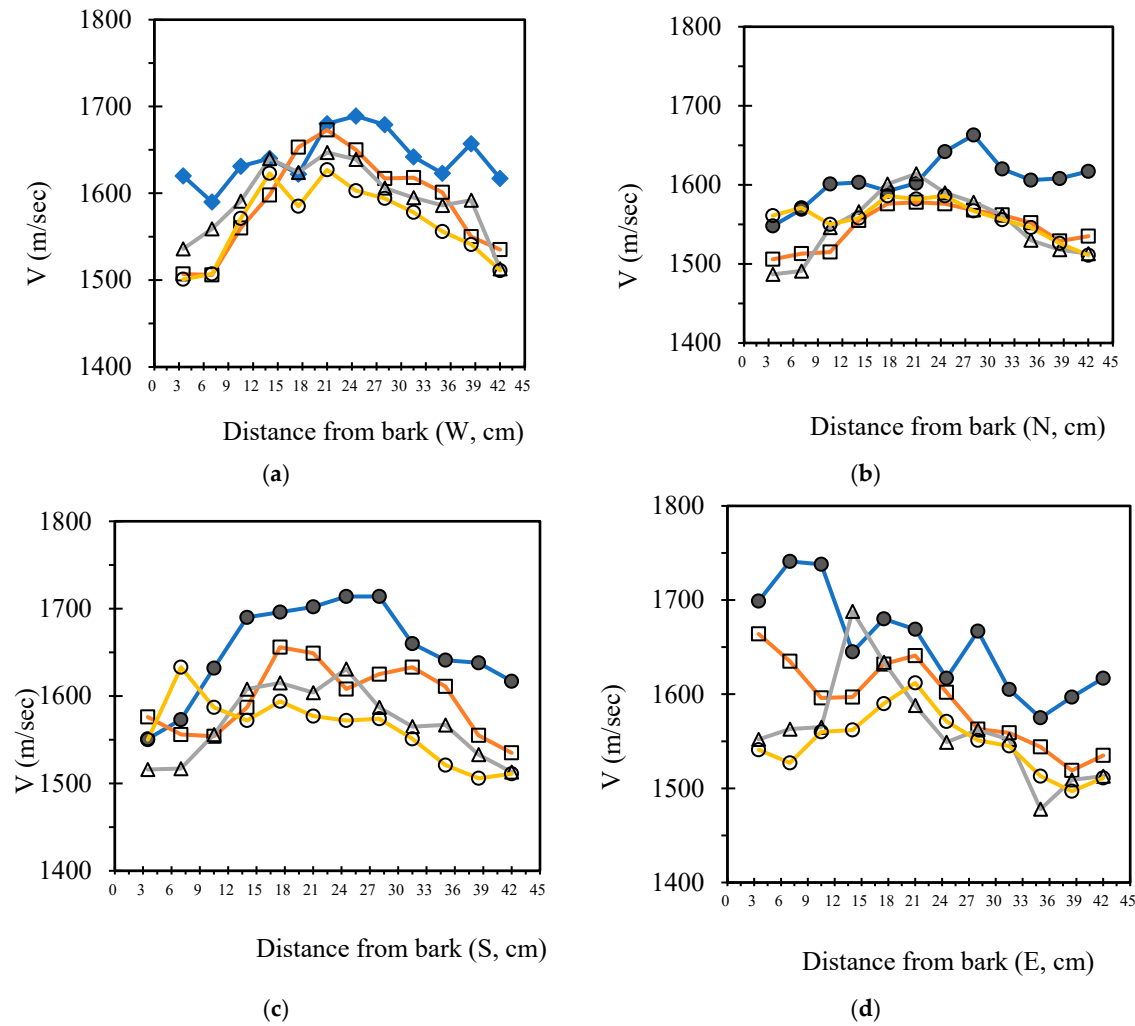 1800
1700
1600
1500
1400
V (m/sec)
0 3 6 9 12 15 18 21 24 27 30 33 36 39 42 45
Distance from bark (W, cm)
(a)
1800
1700
1600
1500
1400
V (m/sec)
0 3 6 9 12 15 18 21 24 27 30 33 36 39 42 45
Distance from bark (N, cm)
(b)
1800
1700
1600
1500
1400
V (m/sec)
0 3 6 9 12 15 18 21 24 27 30 33 36 39 42 45
Distance from bark (S, cm)
(c)
1800
1700
1600
1500
1400
V (m/sec)
0 3 6 9 12 15 18 21 24 27 30 33 36 39 42 45
Distance from bark (E, cm)
(d)